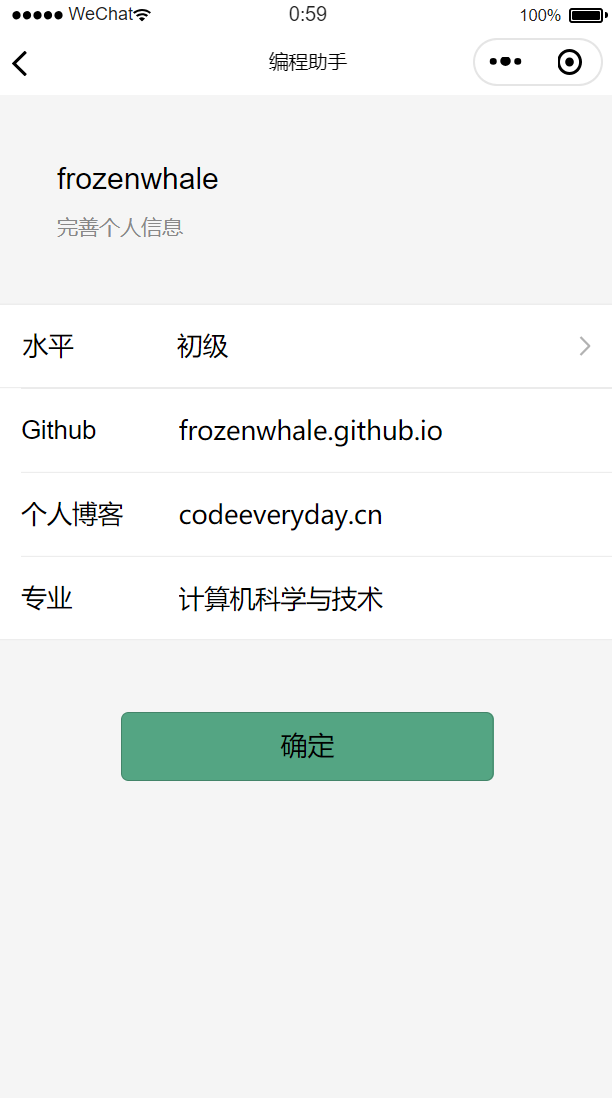 WeChat 0:59 100%
编程助手
frozenwhale
完善个人信息
水平 初级
Github frozenwhale.github.io
个人博客 codeeveryday.cn
专业 计算机科学与技术
确定